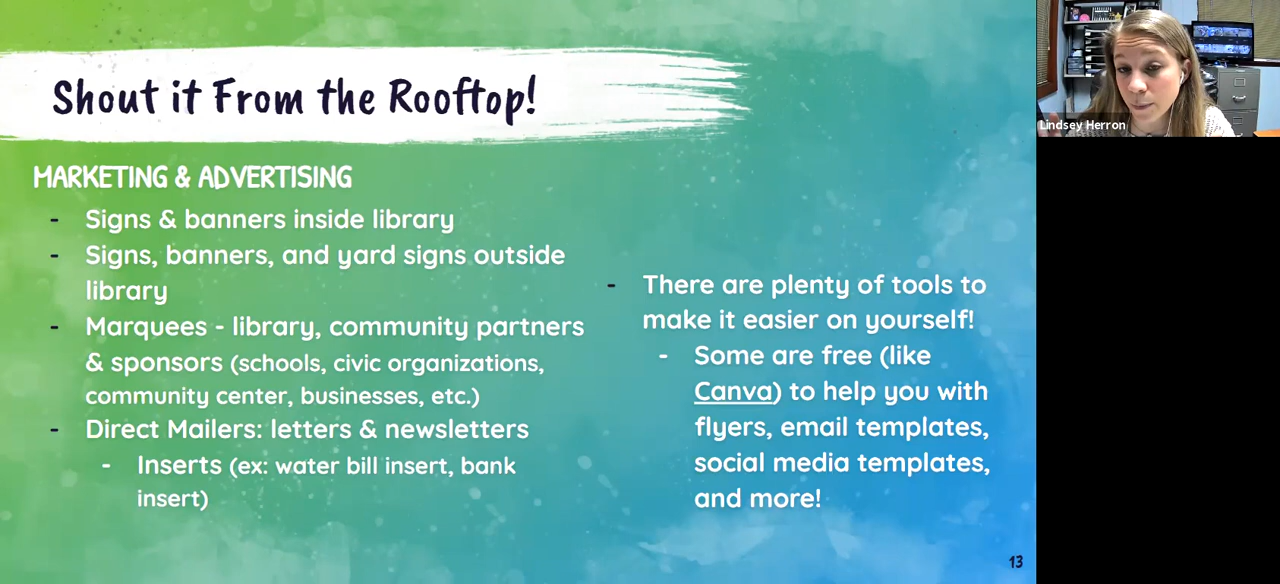 Shout it From the Rooftop!
MARKETING & ADVERTISING
- Signs & banners inside library
- Signs, banners, and yard signs outside
library
- Marquees - library, community partners
& sponsors (schools, civic organizations,
community center, businesses, etc.)
- Direct Mailers: letters & newsletters
- Inserts (ex: water bill insert, bank
insert)
- There are plenty of tools to
make it easier on yourself!
- Some are free (like
Canva) to help you with
flyers, email templates,
social media templates,
and more!
13
Lindsey Herron